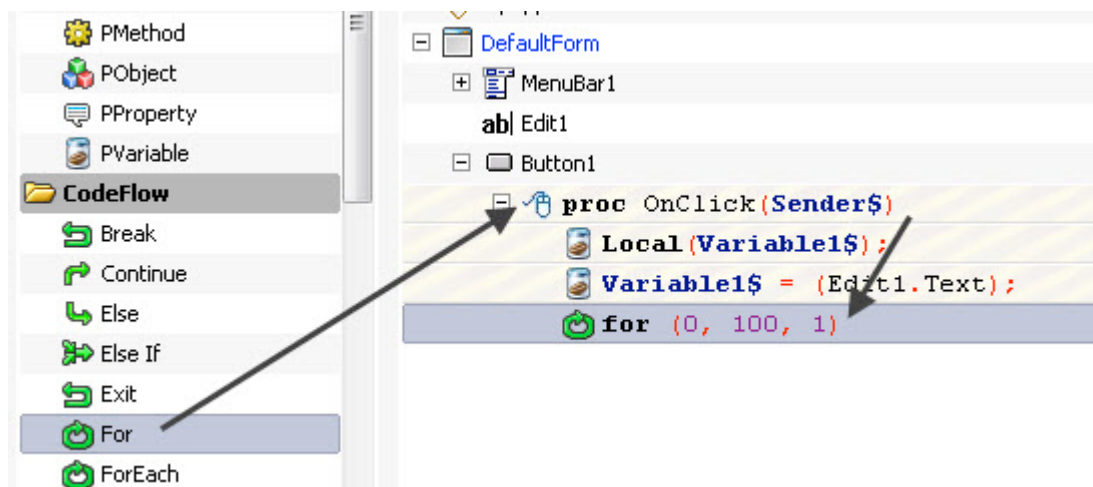 PMethod
PObject
PProperty
PVariable
CodeFlow
Break
Continue
Else
Else If
Exit
For
ForEach
DefaultForm
MenuBar1
ab| Edit1
Button1
proc OnClick(Sender$)
Local(Variable1$);
Variable1$ = (Edit1.Text);
for (0, 100, 1)